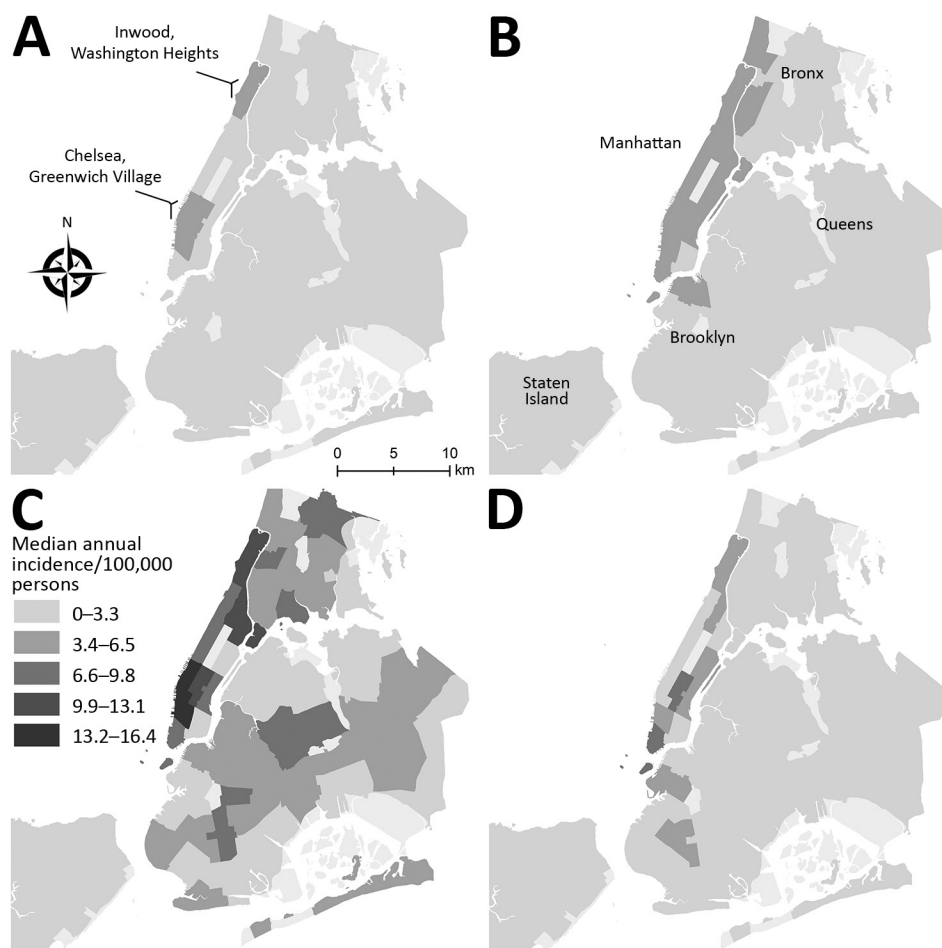 A
Inwood,
Washington Heights
Chelsea,
Greenwich Village
N
0 5 10
km
B
Bronx
Manhattan
Queens
Brooklyn
Staten
Island
C
Median annual
incidence/100,000
persons
0–3.3
3.4–6.5
6.6–9.8
9.9–13.1
13.2–16.4
D